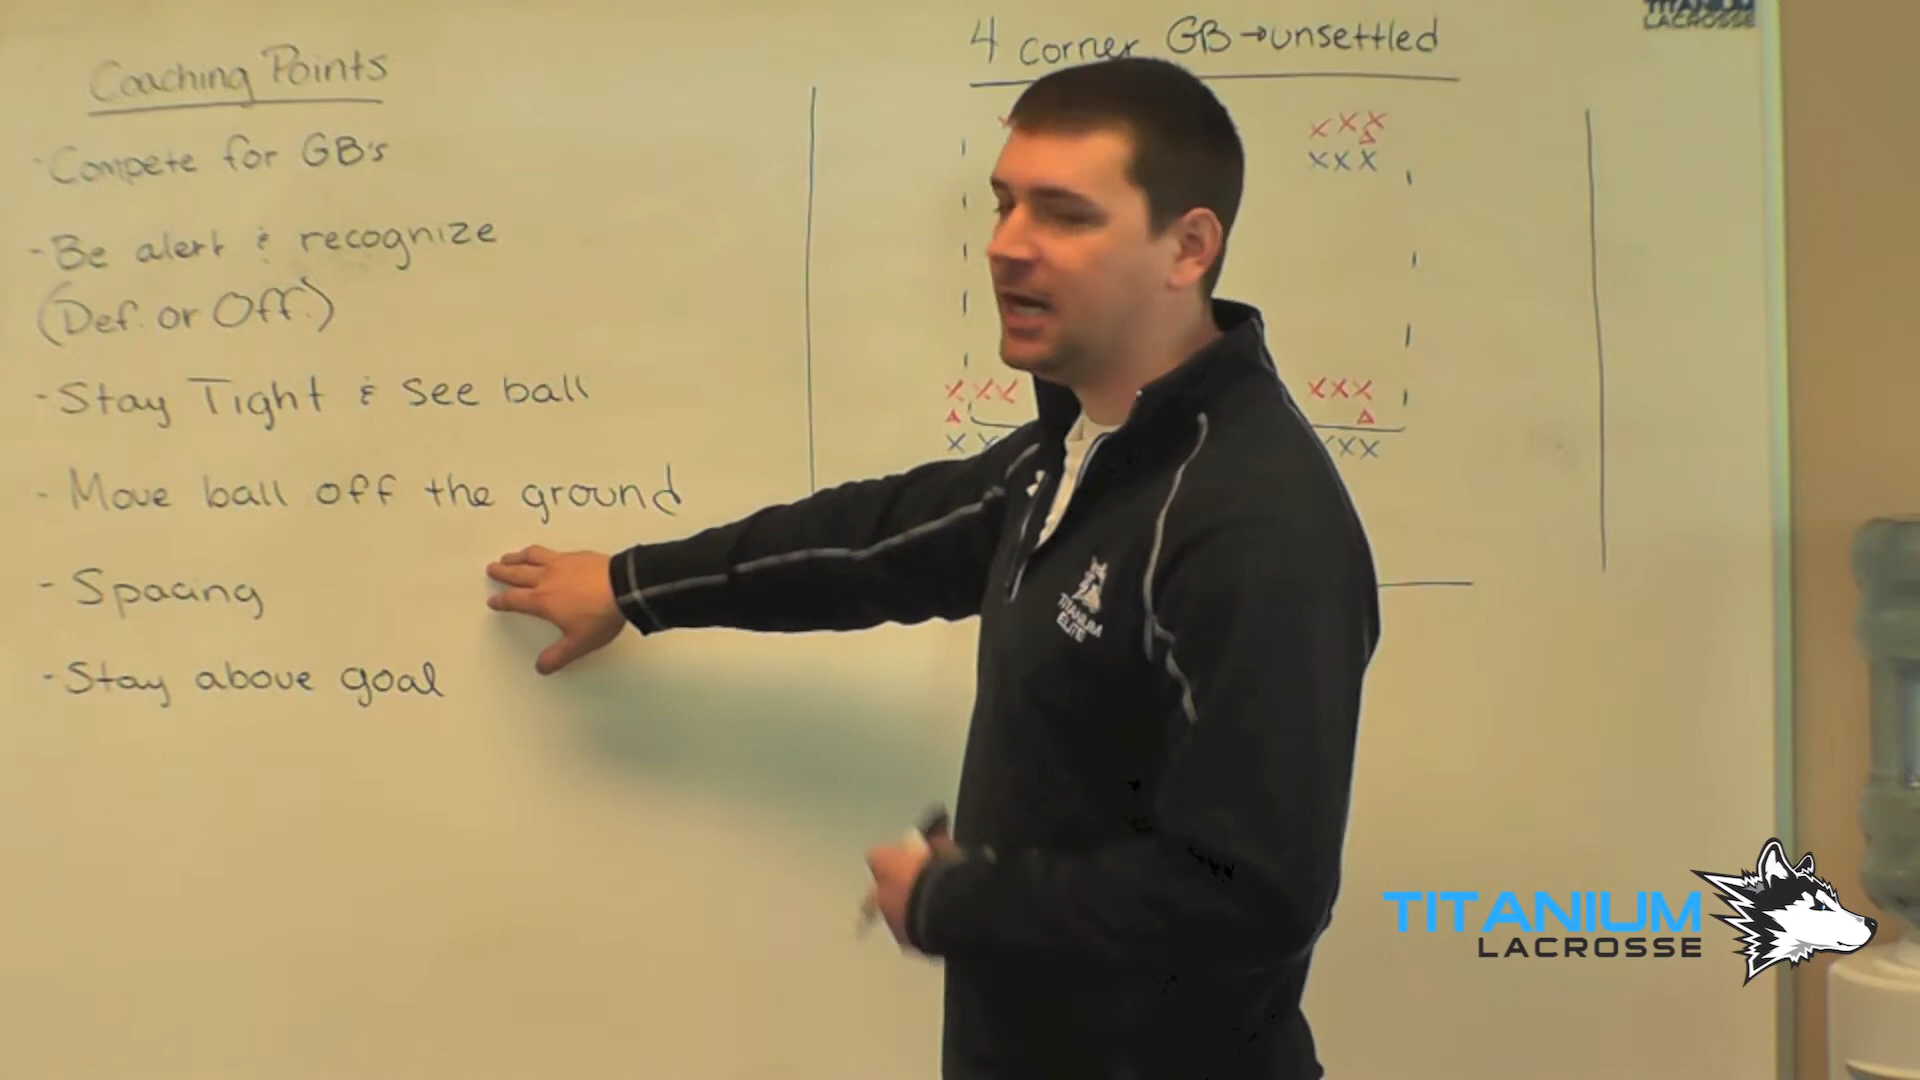 TITANIUM
LACROSSE
4 corner GB→unsettled
Coaching Points
- Compete for GB's
- Be alert & recognize
(Def. or Off.)
- Stay Tight & See ball
- Move ball off the ground
- Spacing
- Stay above goal
X X X
X X X
X X X
X X X
X
X X
TITANIUM
ELITE
TITANIUM
LACROSSE